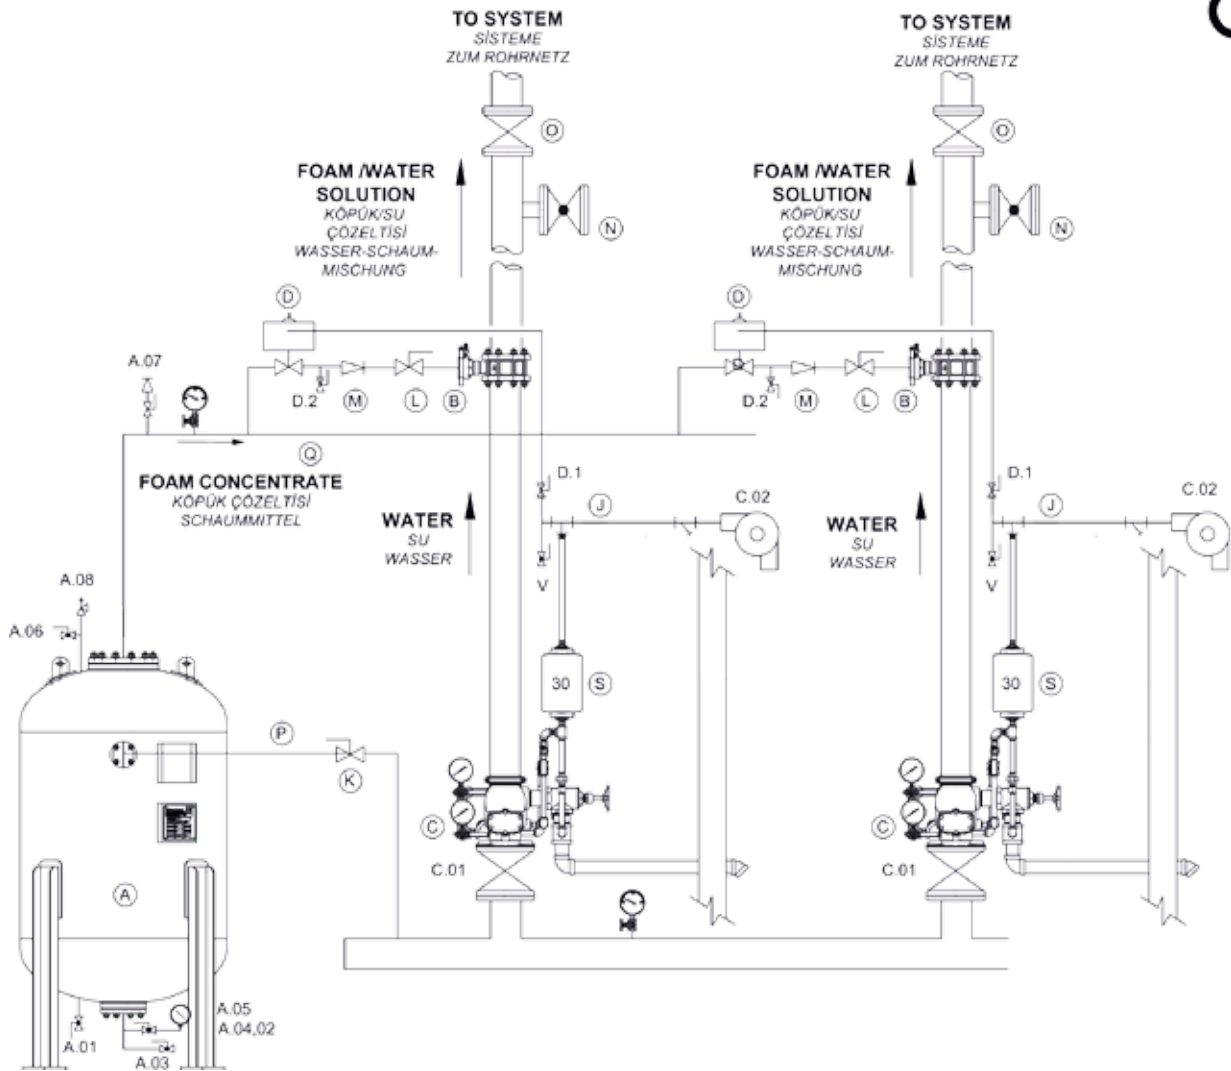 TO SYSTEM
SİSTEME
ZUM ROHRNETZ
TO SYSTEM
SİSTEME
ZUM ROHRNETZ
O
O
FOAM /WATER
SOLUTION
KÖPÜK/SU
ÇÖZELTİSİ
WASSER-SCHAUM-
MISCHUNG
N
FOAM /WATER
SOLUTION
KÖPÜK/SU
ÇÖZELTİSİ
WASSER-SCHAUM-
MISCHUNG
N
D
D
A.07
D.2
M
L
B
D.2
M
L
B
Q
FOAM CONCENTRATE
KÖPÜK ÇÖZELTİSİ
SCHAUMMITTEL
D.1
J
C.02
D.1
J
C.02
WATER
SU
WASSER
V
WATER
SU
WASSER
V
A.08
A.06
30
S
30
S
P
K
C
C.01
C
C.01
A
A.05
A.04,02
A.01
A.03